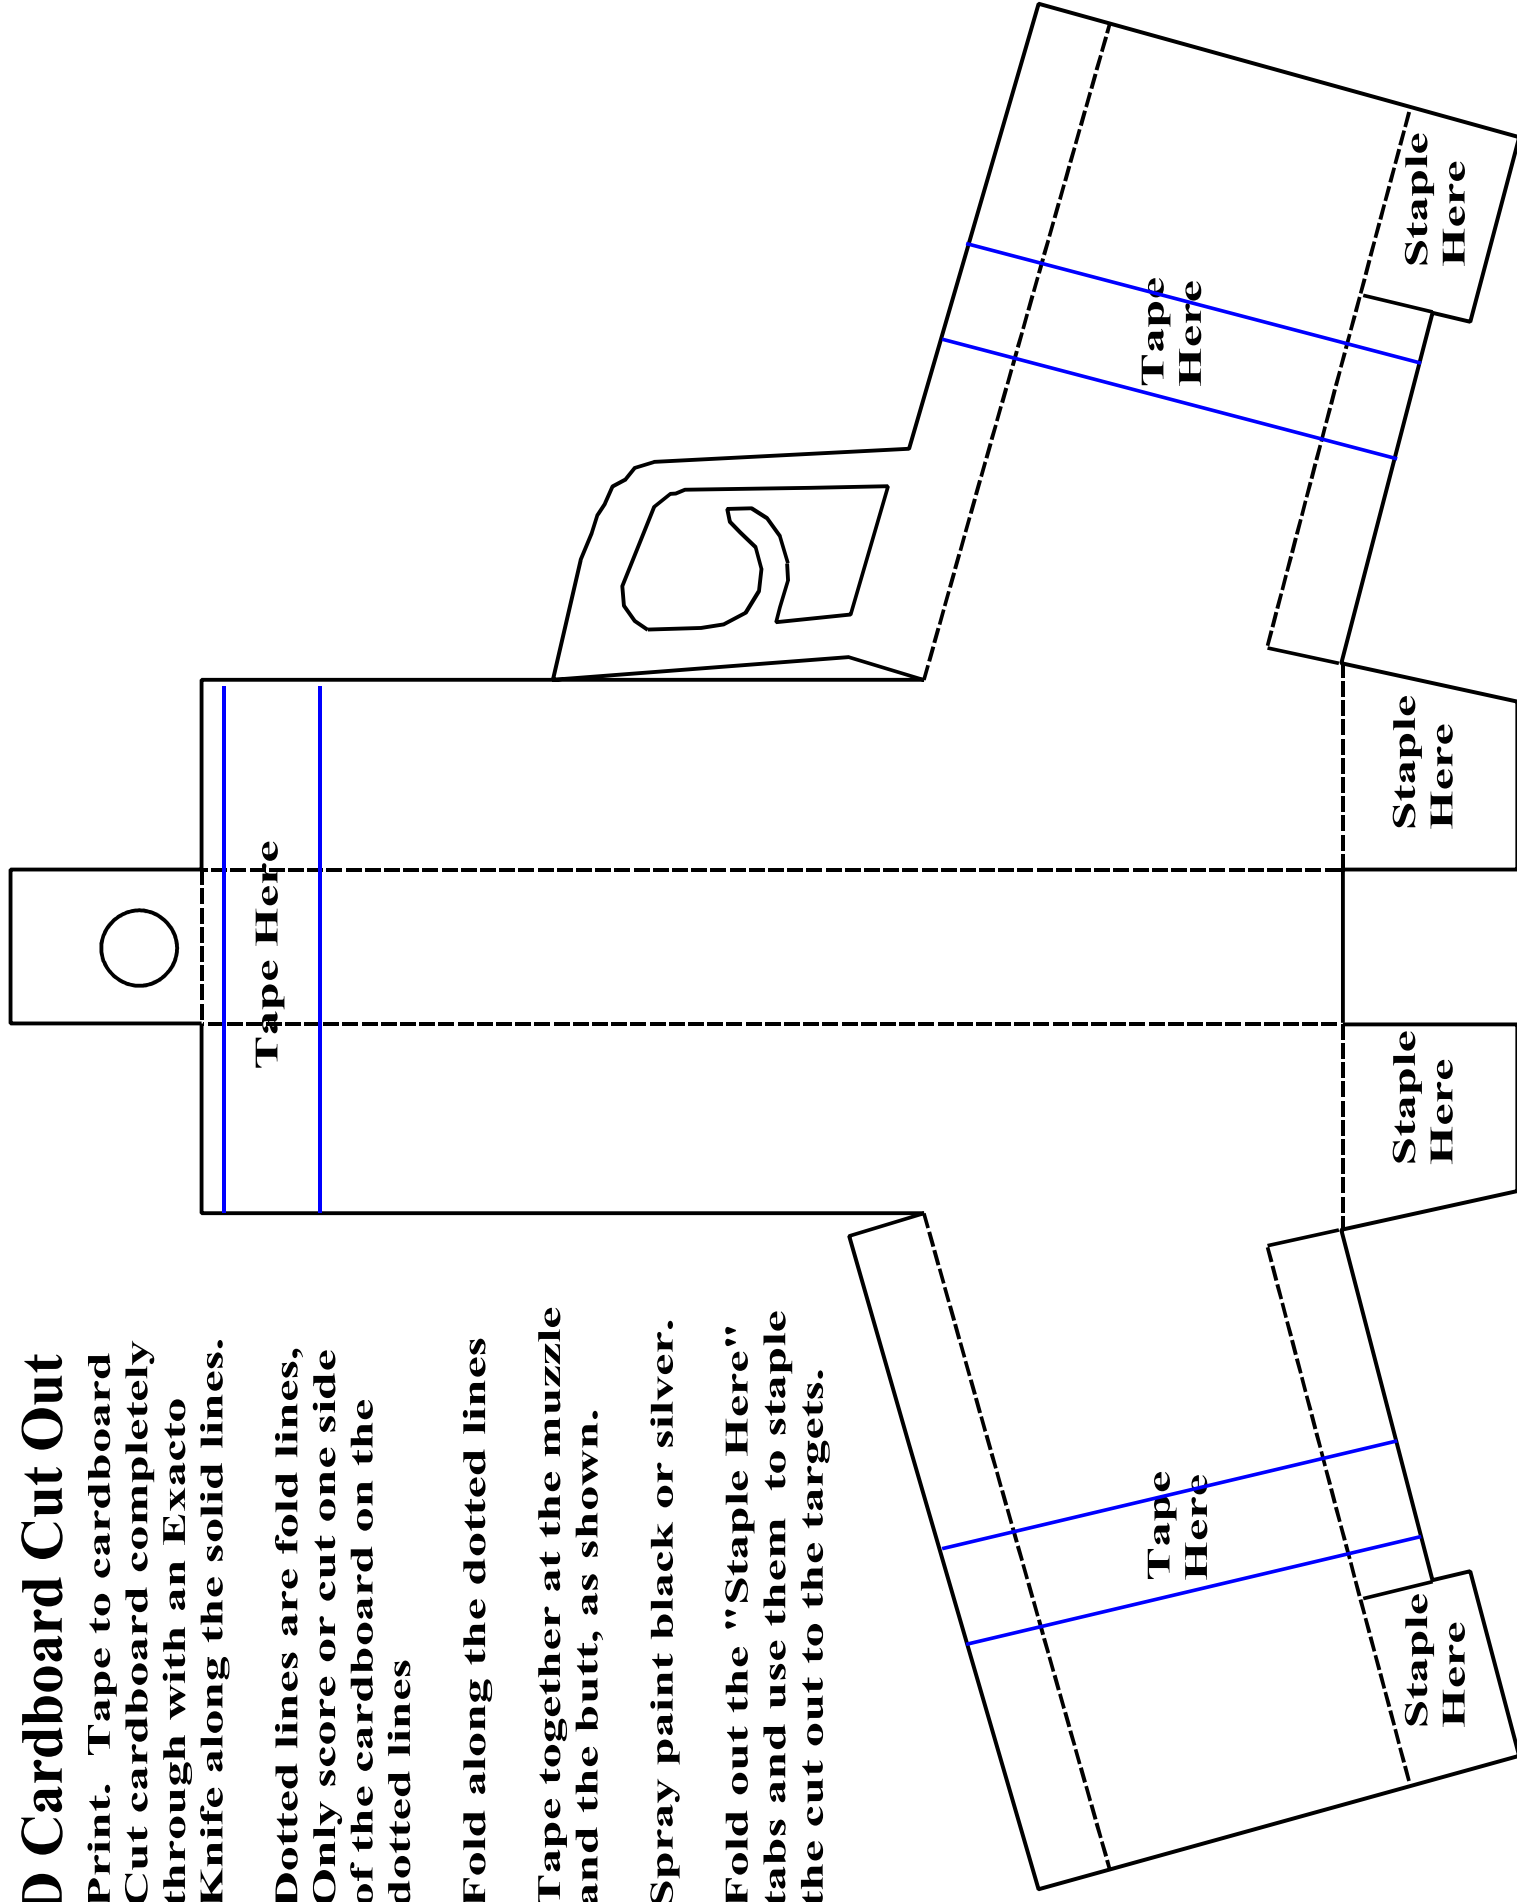 D Cardboard Cut Out
Print. Tape to cardboard
Cut cardboard completely
through with an Exacto
Knife along the solid lines.
Dotted lines are fold lines,
Only score or cut one side
of the cardboard on the
dotted lines
Fold along the dotted lines
Tape together at the muzzle
and the butt, as shown.
Spray paint black or silver.
Fold out the "Staple Here"
tabs and use them to staple
the cut out to the targets.
Tape Here
Tape
Here
Staple
Here
Staple
Here
Staple
Here
Tape
Here
Staple
Here